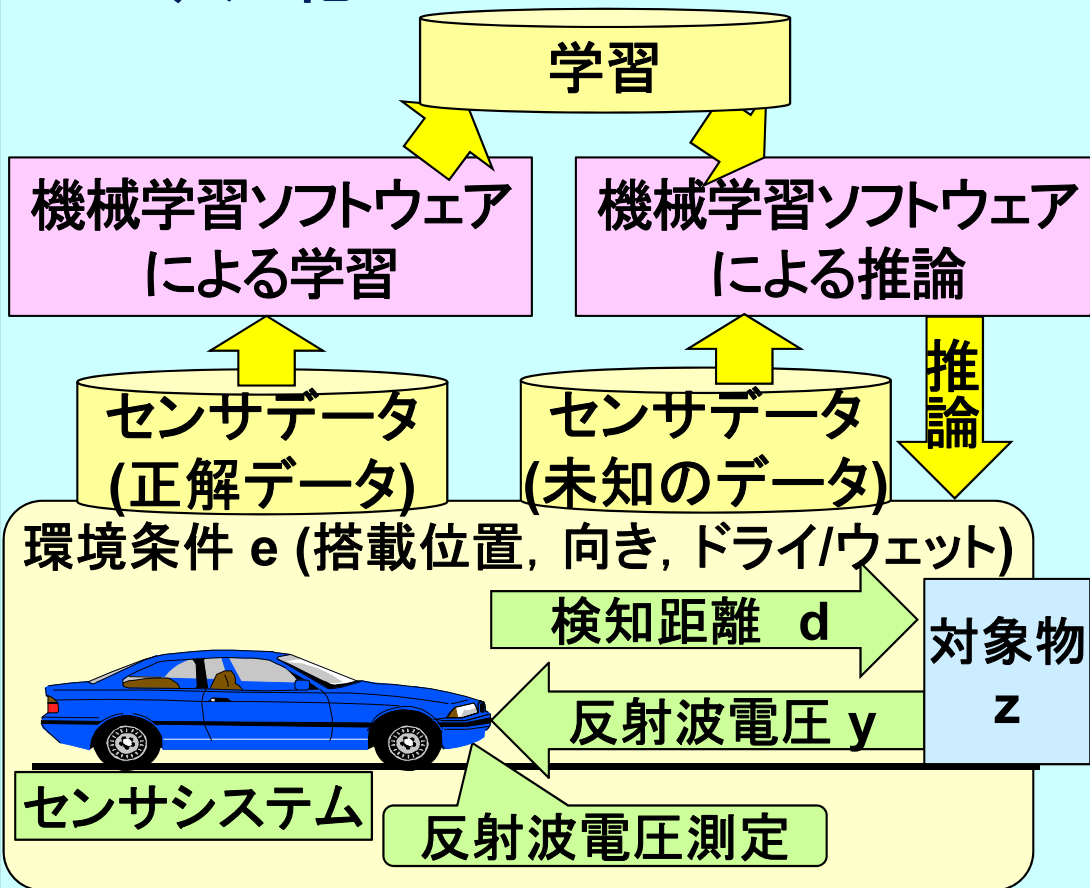 学習
機械学習ソフトウェア
による学習
機械学習ソフトウェア
による推論
推論
センサデータ
(正解データ)
センサデータ
(未知のデータ)
環境条件 e (搭載位置, 向き, ドライ/ウェット)
検知距離 d
対象物
z
反射波電圧 y
センサシステム
反射波電圧測定